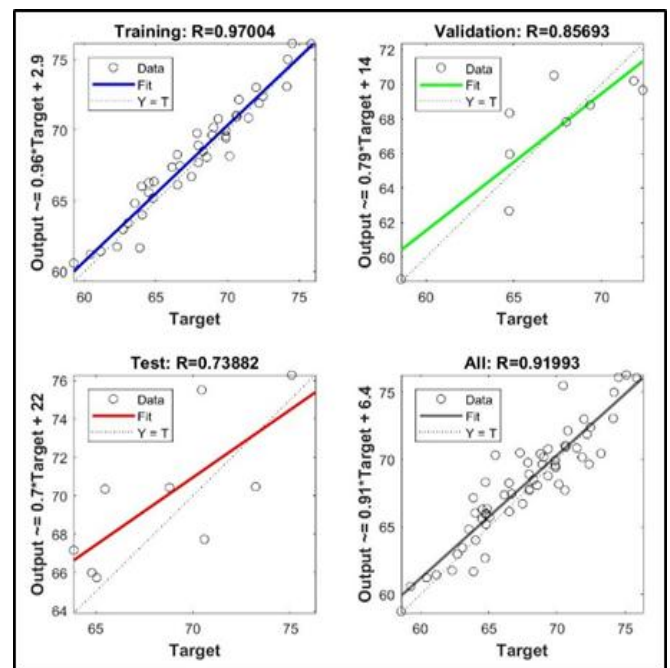 Training: R=0.97004
Data
Fit
Y = T
Output ~= 0.96*Target + 2.9
75
70
65
60
60
65
70
75
Target
Validation: R=0.85693
Data
Fit
Y = T
Output ~= 0.79*Target + 14
72
70
68
66
64
62
60
60
65
70
Target
Test: R=0.73882
Data
Fit
Y = T
Output ~= 0.7*Target + 22
76
74
72
70
68
66
64
65
70
75
Target
All: R=0.91993
Data
Fit
Y = T
Output ~= 0.91*Target + 6.4
75
70
65
60
60
65
70
75
Target